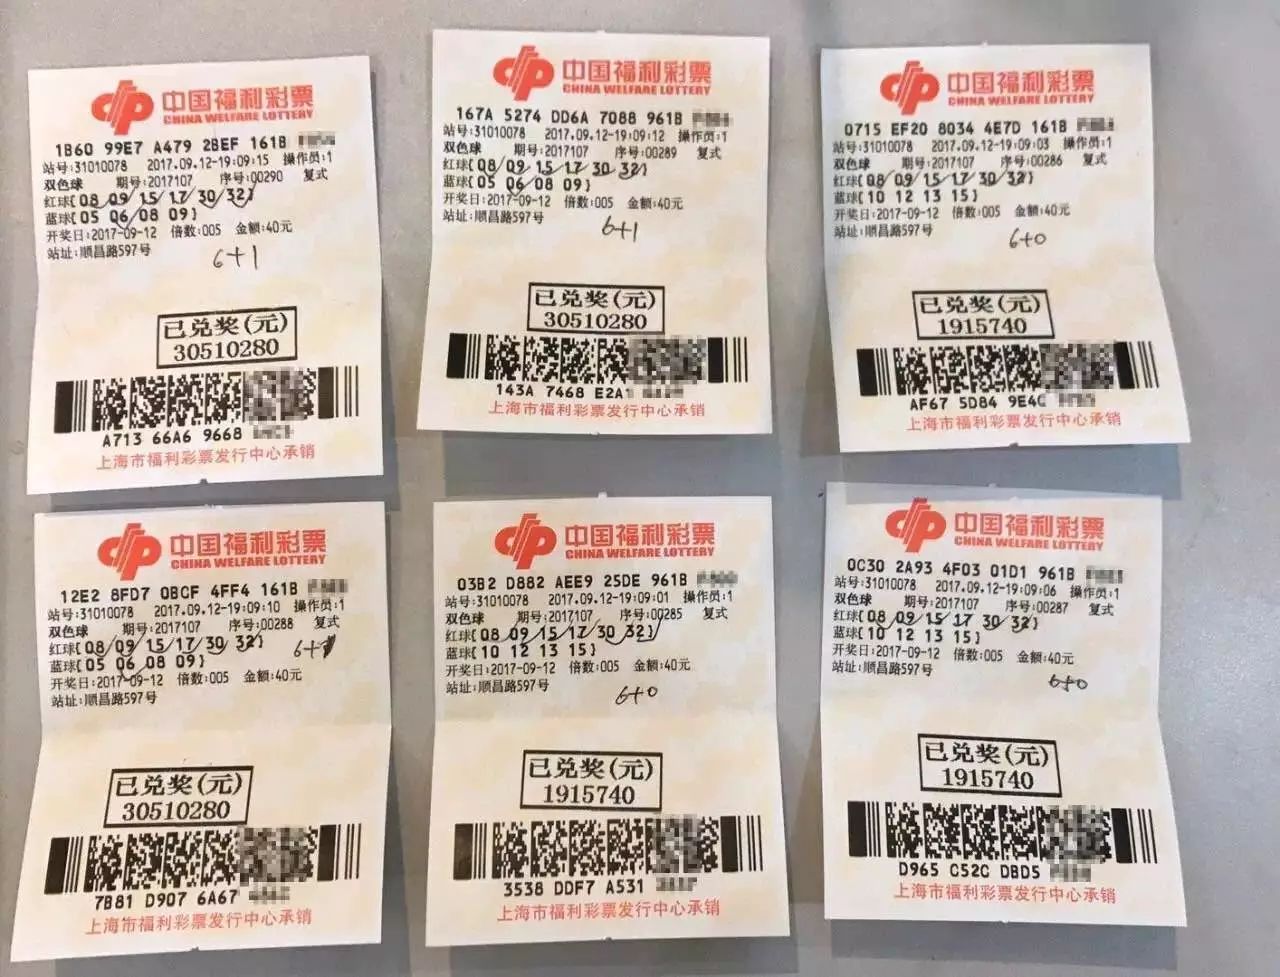 中国福利彩票
CHINA WELFARE LOTTERY
1B60 99E7 A479 2BEF 161B
站号:31010078 2017.09.12-19:09:15 操作员:1
双色球 期号:2017107 序号:00290 复式
红球[08 09 15 17 30 32]
蓝球[05 06 08 09]
开奖日:2017-09-12 倍数:005 金额:40元
站址:顺昌路597号
6+1
已兑奖(元)
30510280
A713 66A6 9668
上海市福利彩票发行中心承销
中国福利彩票
CHINA WELFARE LOTTERY
167A 5274 DD6A 7088 961B
站号:31010078 2017.09.12-19:09:12 操作员:1
双色球 期号:2017107 序号:00289 复式
红球[08 09 15 17 30 32]
蓝球[05 06 08 09]
开奖日:2017-09-12 倍数:005 金额:40元
站址:顺昌路597号
6+1
已兑奖(元)
30510280
143A 7468 E2A1
上海市福利彩票发行中心承销
中国福利彩票
CHINA WELFARE LOTTERY
0715 EF20 8034 4E7D 161B
站号:31010078 2017.09.12-19:09:03 操作员:1
双色球 期号:2017107 序号:00286 复式
红球[08 09 15 17 30 32]
蓝球[10 12 13 15]
开奖日:2017-09-12 倍数:005 金额:40元
站址:顺昌路597号
6+0
已兑奖(元)
1915740
AF67 5D84 9E4C
上海市福利彩票发行中心承销
中国福利彩票
CHINA WELFARE LOTTERY
12E2 8FD7 0BCF 4FF4 161B
站号:31010078 2017.09.12-19:09:10 操作员:1
双色球 期号:2017107 序号:00288 复式
红球[08 09 15 17 30 32]
6+1
蓝球[05 06 08 09]
开奖日:2017-09-12 倍数:005 金额:40元
站址:顺昌路597号
已兑奖(元)
30510280
7B81 D907 6A67
上海市福利彩票发行中心承销
中国福利彩票
CHINA WELFARE LOTTERY
03B2 D882 AEE9 25DE 961B
站号:31010078 2017.09.12-19:09:01 操作员:1
双色球 期号:2017107 序号:00285 复式
红球[08 09 15 17 30 32]
蓝球[10 12 13 15]
开奖日:2017-09-12 倍数:005 金额:40元
站址:顺昌路597号
6+0
已兑奖(元)
1915740
3538 DDF7 A531
上海市福利彩票发行中心承销
中国福利彩票
CHINA WELFARE LOTTERY
0C30 2A93 4F03 01D1 961B
站号:31010078 2017.09.12-19:09:06 操作员:1
双色球 期号:2017107 序号:00287 复式
红球[08 09 15 17 30 32]
蓝球[10 12 13 15]
开奖日:2017-09-12 倍数:005 金额:40元
站址:顺昌路597号
6+0
已兑奖(元)
1915740
D965 C52C DBD5
上海市福利彩票发行中心承销